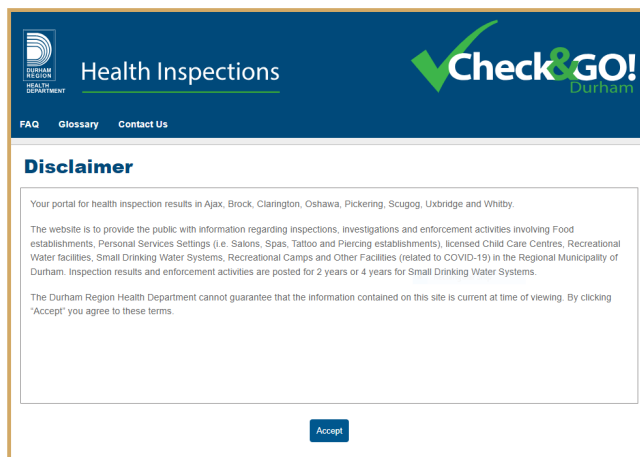 DURHAM
REGION
HEALTH
DEPARTMENT
Health Inspections
Check&GO!
Durham
FAQ Glossary Contact Us
Disclaimer
Your portal for health inspection results in Ajax, Brock, Clarington, Oshawa, Pickering, Scugog, Uxbridge and Whitby.
The website is to provide the public with information regarding inspections, investigations and enforcement activities involving Food
establishments, Personal Services Settings (i.e. Salons, Spas, Tattoo and Piercing establishments), licensed Child Care Centres, Recreational
Water facilities, Small Drinking Water Systems, Recreational Camps and Other Facilities (related to COVID-19) in the Regional Municipality of
Durham. Inspection results and enforcement activities are posted for 2 years or 4 years for Small Drinking Water Systems.
The Durham Region Health Department cannot guarantee that the information contained on this site is current at time of viewing. By clicking
"Accept" you agree to these terms.
Accept